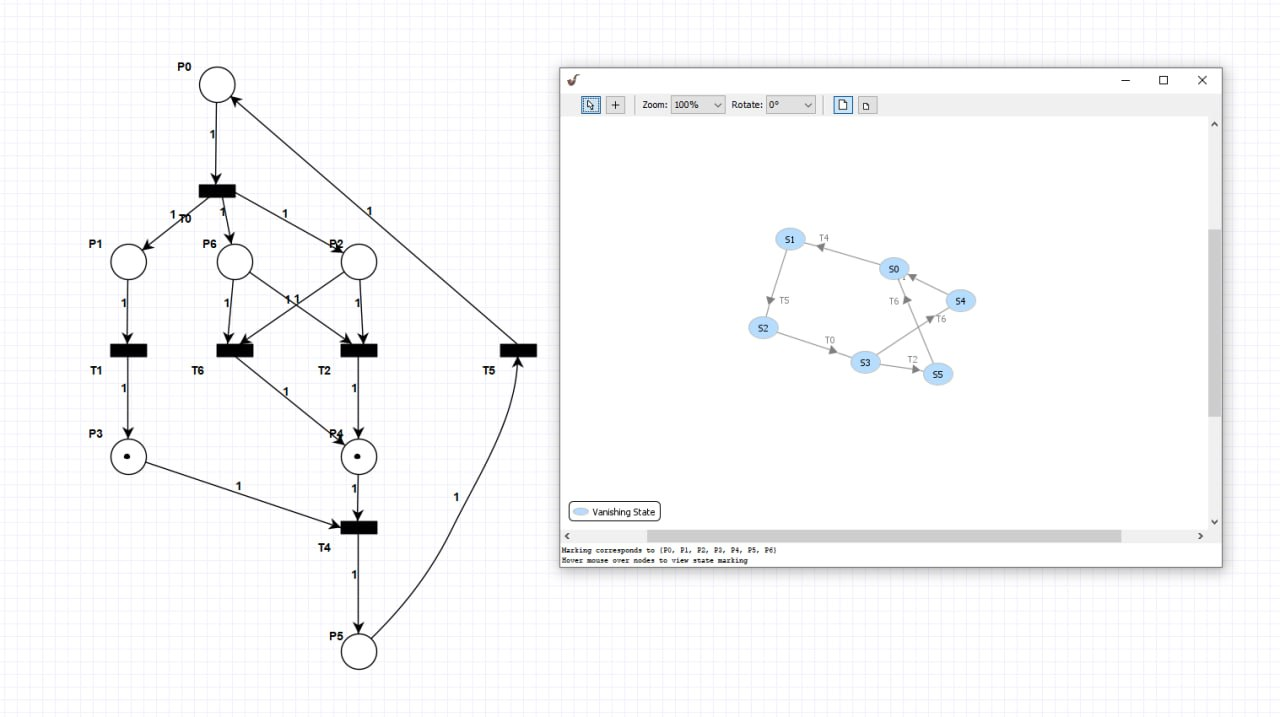 P0
1
1
T0
1
1
1
P1
P6
P2
1
1
1
1
1
T1
T6
T2
T5
1
1
1
P3
P4
1
1
T4
1
1
P5
Zoom: 100% Rotate: 0°
S1
T4
S0
T6
S4
T5
T6
S2
T0
S3
T2
S5
Vanishing State
Marking corresponds to {P0, P1, P2, P3, P4, P5, P6}
Hover mouse over nodes to view state marking